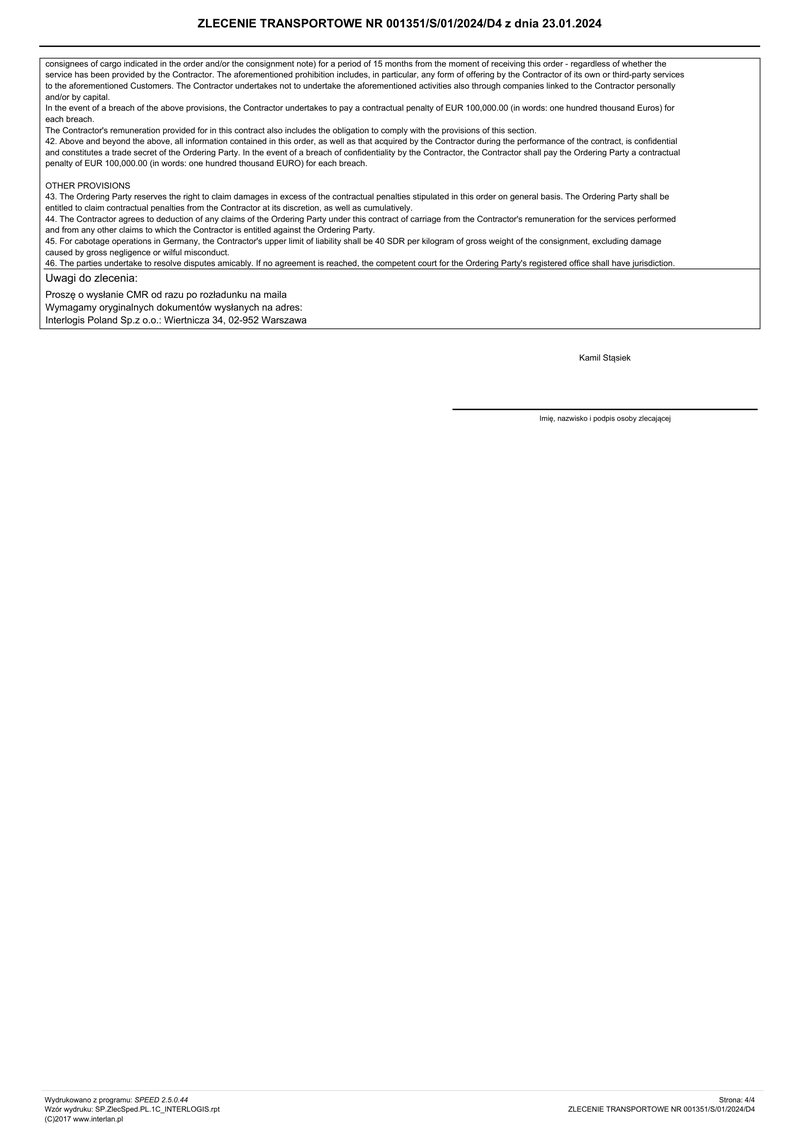 ZLECENIE TRANSPORTOWE NR 001351/S/01/2024/D4 z dnia 23.01.2024
consignees of cargo indicated in the order and/or the consignment note) for a period of 15 months from the moment of receiving this order - regardless of whether the
service has been provided by the Contractor. The aforementioned prohibition includes, in particular, any form of offering by the Contractor of its own or third-party services
to the aforementioned Customers. The Contractor undertakes not to undertake the aforementioned activities also through companies linked to the Contractor personally
and/or by capital.
In the event of a breach of the above provisions, the Contractor undertakes to pay a contractual penalty of EUR 100,000.00 (in words: one hundred thousand Euros) for
each breach.
The Contractor's remuneration provided for in this contract also includes the obligation to comply with the provisions of this section.
42. Above and beyond the above, all information contained in this order, as well as that acquired by the Contractor during the performance of the contract, is confidential
and constitutes a trade secret of the Ordering Party. In the event of a breach of confidentiality by the Contractor, the Contractor shall pay the Ordering Party a contractual
penalty of EUR 100,000.00 (in words: one hundred thousand EURO) for each breach.
OTHER PROVISIONS
43. The Ordering Party reserves the right to claim damages in excess of the contractual penalties stipulated in this order on general basis. The Ordering Party shall be
entitled to claim contractual penalties from the Contractor at its discretion, as well as cumulatively.
44. The Contractor agrees to deduction of any claims of the Ordering Party under this contract of carriage from the Contractor's remuneration for the services performed
and from any other claims to which the Contractor is entitled against the Ordering Party.
45. For cabotage operations in Germany, the Contractor's upper limit of liability shall be 40 SDR per kilogram of gross weight of the consignment, excluding damage
caused by gross negligence or wilful misconduct.
46. The parties undertake to resolve disputes amicably. If no agreement is reached, the competent court for the Ordering Party's registered office shall have jurisdiction.
Uwagi do zlecenia:
Proszę o wysłanie CMR od razu po rozładunku na maila
Wymagamy oryginalnych dokumentów wysłanych na adres:
Interlogis Poland Sp.z o.o.: Wiertnicza 34, 02-952 Warszawa
Kamil Stąsiek
Imię, nazwisko i podpis osoby zlecającej
Wydrukowano z programu: SPEED 2.5.0.44
Wzór wydruku: SP.ZlecSped.PL.1C_INTERLOGIS.rpt
(C)2017 www.interlan.pl
Strona: 4/4
ZLECENIE TRANSPORTOWE NR 001351/S/01/2024/D4